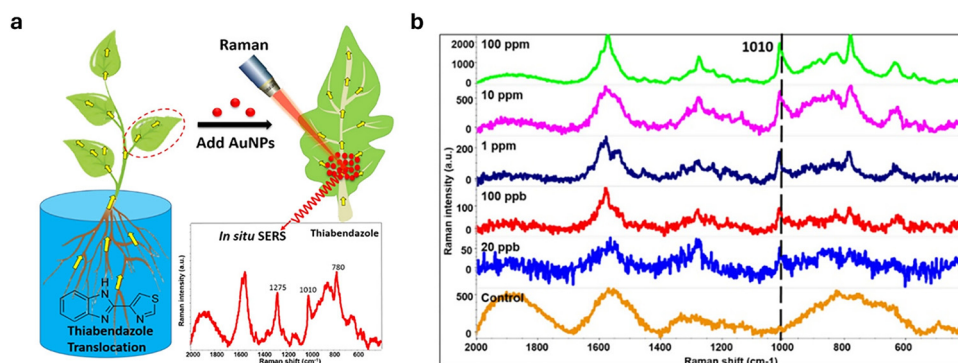 a
Raman
Add AuNPs
In situ SERS
Thiabendazole
Raman intensity (a.u.)
1275
1010
780
2000 1800 1600 1400 1200 1000 800 600
Raman shift (cm⁻¹)
H
N
N
S
N
Thiabendazole
Translocation
b
Raman intensity (a.u.)
1010
100 ppm
2000
1000
0
10 ppm
500
0
1 ppm
200
0
100 ppb
100
0
20 ppb
50
0
Control
500
0
2000 1800 1600 1400 1200 1000 800 600
Raman shift (cm-1)